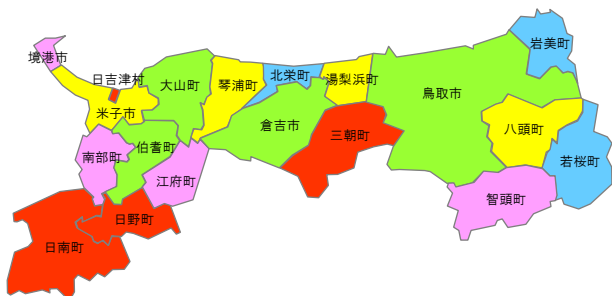 岩美町
境港市
日吉津村
大山町
琴浦町
北栄町
湯梨浜町
鳥取市
米子市
倉吉市
三朝町
八頭町
伯耆町
南部町
江府町
若桜町
智頭町
日野町
日南町